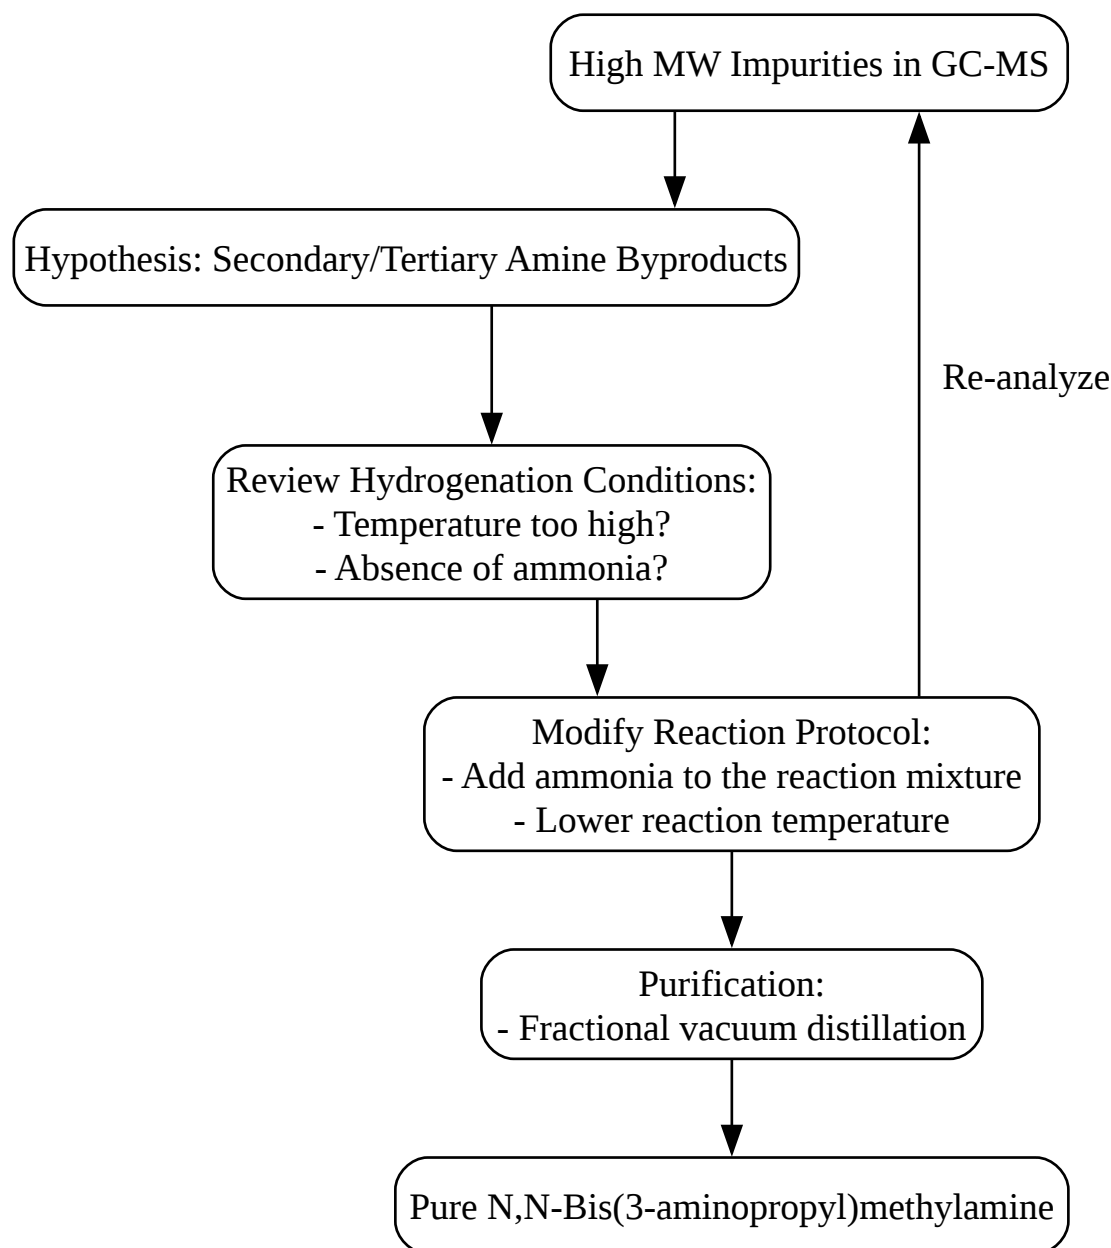 High MW Impurities in GC-MS
Hypothesis: Secondary/Tertiary Amine Byproducts
Re-analyze
Review Hydrogenation Conditions:
- Temperature too high?
- Absence of ammonia?
Modify Reaction Protocol:
- Add ammonia to the reaction mixture
- Lower reaction temperature
Purification:
- Fractional vacuum distillation
Pure N,N-Bis(3-aminopropyl)methylamine